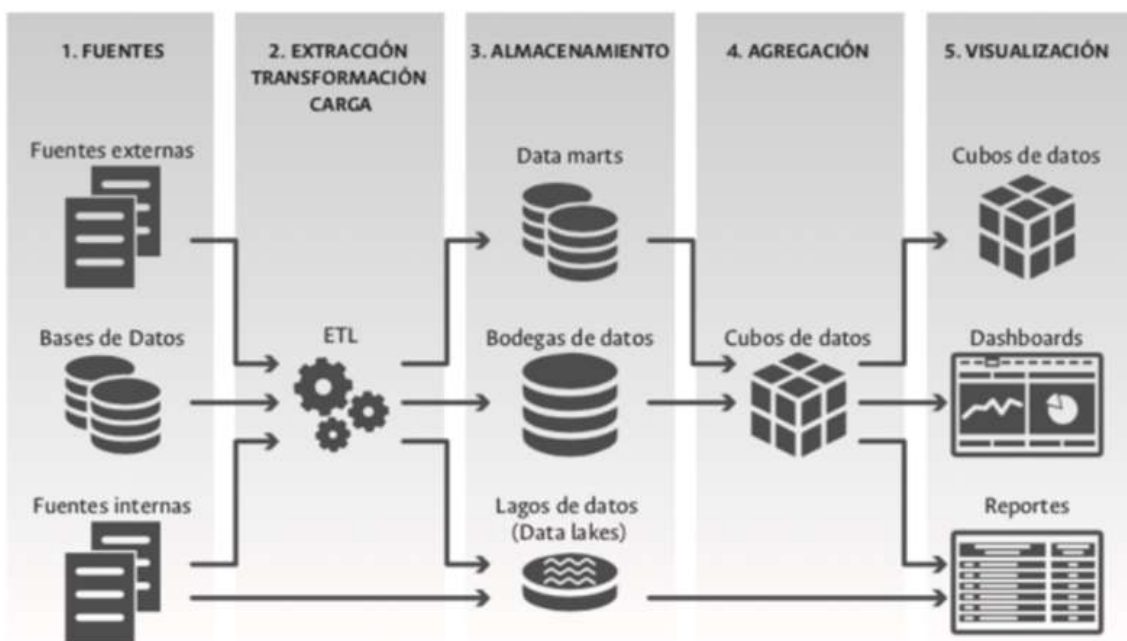 1. FUENTES
2. EXTRACCIÓN
TRANSFORMACIÓN
CARGA
3. ALMACENAMIENTO
4. AGREGACIÓN
5. VISUALIZACIÓN
Fuentes externas
Data marts
Cubos de datos
Bases de Datos
ETL
Bodegas de datos
Cubos de datos
Dashboards
Fuentes internas
Lagos de datos
(Data lakes)
Reportes